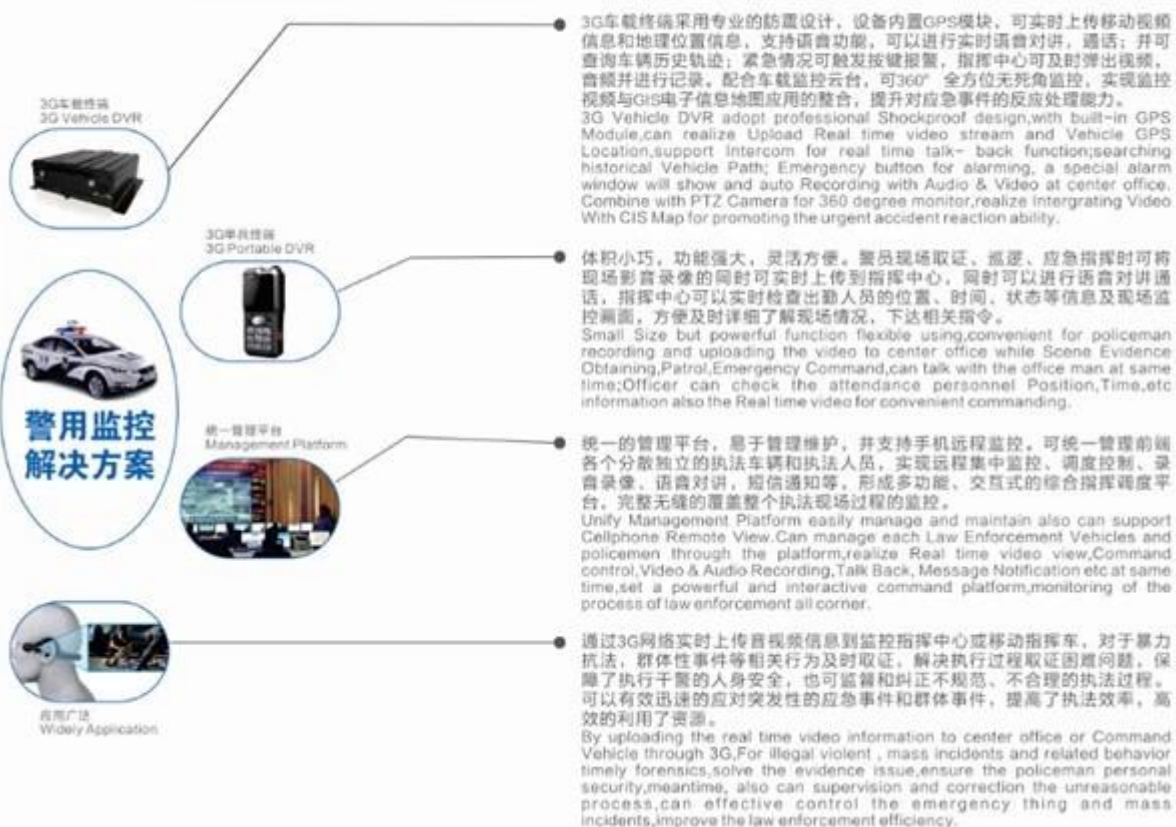 3G车载终端
3G Vehicle DVR
3G车载终端采用专业的防震设计，设备内置GPS模块，可实时上传移动视频
信息和地理位置信息，支持语音功能，可以进行实时语音对讲，通话；并可
查询车辆历史轨迹；紧急情况可触发按键报警，指挥中心可及时弹出视频，
音频并进行记录。配合车载监控云台，可360° 全方位无死角监控，实现监控
视频与GIS电子信息地图应用的整合，提升对应急事件的反应处理能力。
3G Vehicle DVR adopt professional Shockproof design,with built-in GPS
Module,can realize Upload Real time video stream and Vehicle GPS
Location,support Intercom for real time talk- back function;searching
historical Vehicle Path; Emergency button for alarming, a special alarm
window will show and auto Recording with Audio & Video at center office.
Combine with PTZ Camera for 360 degree monitor,realize Intergrating Video
With CIS Map for promoting the urgent accident reaction ability.
3G单兵终端
3G Portable DVR
体积小巧，功能强大，灵活方便。警员现场取证、巡逻、应急指挥时可将
现场影音录像的同时可实时上传到指挥中心，同时可以进行语音对讲通
话，指挥中心可以实时检查出勤人员的位置、时间、状态等信息及现场监
控画面，方便及时详细了解现场情况，下达相关指令。
Small Size but powerful function flexible using,convenient for policeman
recording and uploading the video to center office while Scene Evidence
Obtaining,Patrol,Emergency Command,can talk with the office man at same
time;Officer can check the attendance personnel Position,Time,etc
information also the Real time video for convenient commanding.
警用监控
解决方案
统一管理平台
Management Platform
统一的管理平台，易于管理维护，并支持手机远程监控。可统一管理前端
各个分散独立的执法车辆和执法人员，实现远程集中监控、调度控制、录
音录像、语音对讲，短信通知等，形成多功能、交互式的综合指挥调度平
台，完整无缝的覆盖整个执法现场过程的监控。
Unify Management Platform easily manage and maintain also can support
Cellphone Remote View.Can manage each Law Enforcement Vehicles and
policemen through the platform,realize Real time video view,Command
control,Video & Audio Recording,Talk Back, Message Notification etc at same
time,set a powerful and interactive command platform,monitoring of the
process of law enforcement all corner.
应用广泛
Widely Application
通过3G网络实时上传音视频信息到监控指挥中心或移动指挥车，对于暴力
抗法，群体性事件等相关行为及时取证，解决执行过程取证困难问题，保
障了执行干警的人身安全，也可监督和纠正不规范、不合理的执法过程。
可以有效迅速的应对突发性的应急事件和群体事件，提高了执法效率，高
效的利用了资源。
By uploading the real time video information to center office or Command
Vehicle through 3G,For illegal violent , mass incidents and related behavior
timely forensics,solve the evidence issue,ensure the policeman personal
security,meantime, also can supervision and correction the unreasonable
process,can effective control the emergency thing and mass
incidents,improve the law enforcement efficiency.